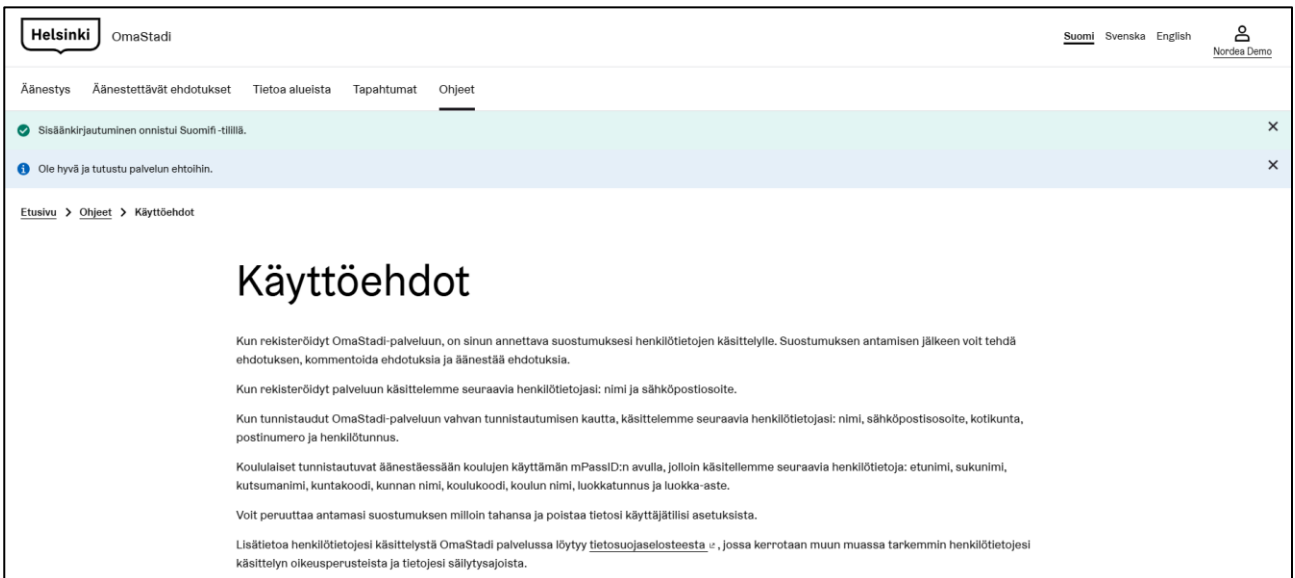 Helsinki OmaStadi Suomi Svenska English
Nordea Demo
Äänestys Äänestettävät ehdotukset Tietoa alueista Tapahtumat Ohjeet
Sisäänkirjautuminen onnistui Suomifi-tilillä.
Ole hyvä ja tutustu palvelun ehtoihin.
Etusivu > Ohjeet > Käyttöehdot
Käyttöehdot
Kun rekisteröidyt OmaStadi-palveluun, on sinun annettava suostumuksesi henkilötietojen käsittelylle. Suostumuksen antamisen jälkeen voit tehdä
ehdotuksen, kommentoida ehdotuksia ja äänestää ehdotuksia.
Kun rekisteröidyt palveluun käsittelemme seuraavia henkilötietojasi: nimi ja sähköpostiosoite.
Kun tunnistaudut OmaStadi-palveluun vahvan tunnistautumisen kautta, käsittelemme seuraavia henkilötietojasi: nimi, sähköpostisosoite, kotikunta,
postinumero ja henkilötunnus.
Koululaiset tunnistautuvat äänestäessään koulujen käyttämän mPassID:n avulla, jolloin käsitellemme seuraavia henkilötietoja: etunimi, sukunimi,
kutsumanimi, kuntakoodi, kunnan nimi, koulukoodi, koulun nimi, luokkatunnus ja luokka-aste.
Voit peruuttaa antamasi suostumuksen milloin tahansa ja poistaa tietosi käyttäjätilisi asetuksista.
Lisätietoa henkilötietojesi käsittelystä OmaStadi palvelussa löytyy tietosuojaselosteesta, jossa kerrotaan muun muassa tarkemmin henkilötietojesi
käsittelyn oikeusperusteista ja tietojesi säilytysajoista.